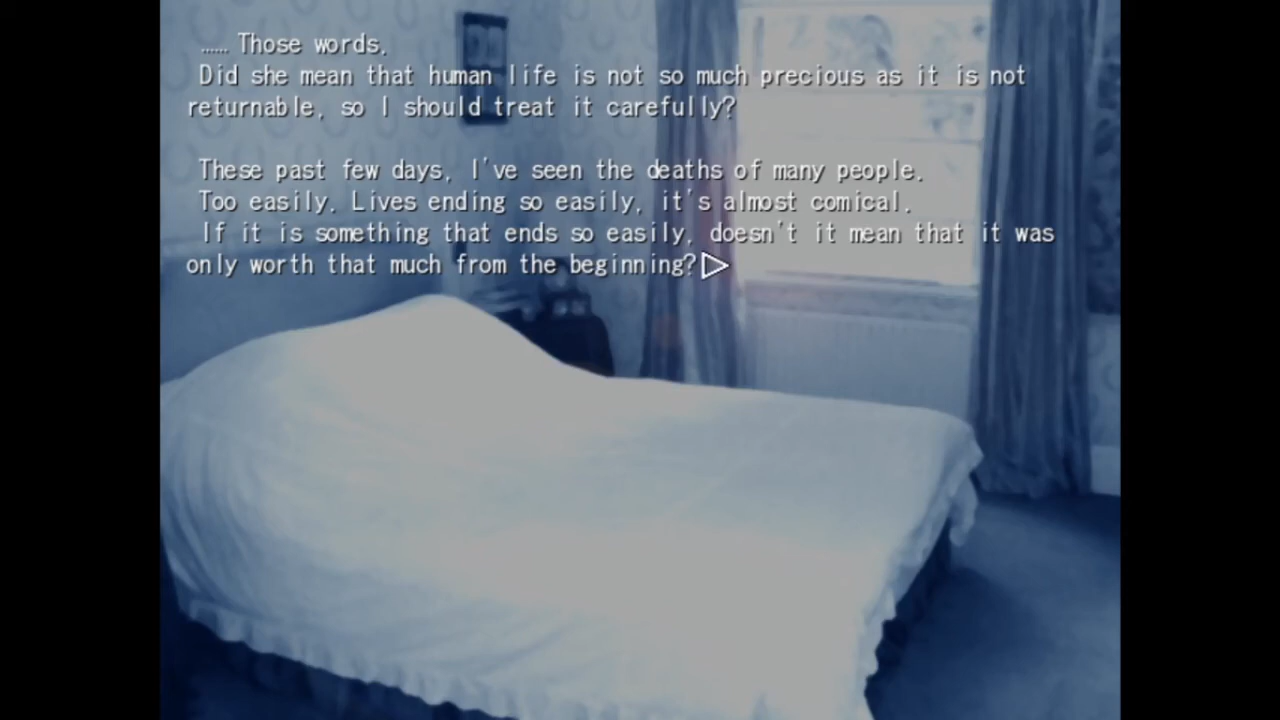 …… Those words.
Did she mean that human life is not so much precious as it is not
returnable, so I should treat it carefully?
These past few days, I've seen the deaths of many people.
Too easily. Lives ending so easily, it's almost comical.
If it is something that ends so easily, doesn't it mean that it was
only worth that much from the beginning?